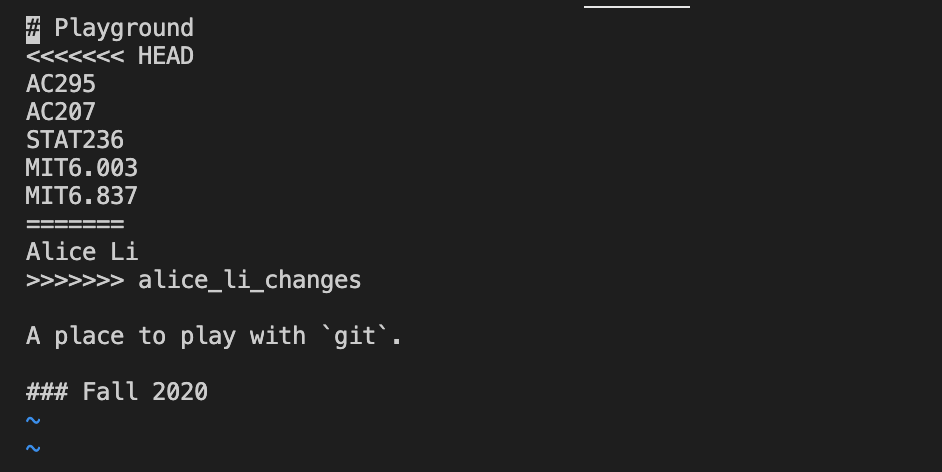 # Playground
<<<<<<< HEAD
AC295
AC207
STAT236
MIT6.003
MIT6.837
=======
Alice Li
>>>>>>> alice_li_changes
A place to play with `git`.
### Fall 2020
~
~